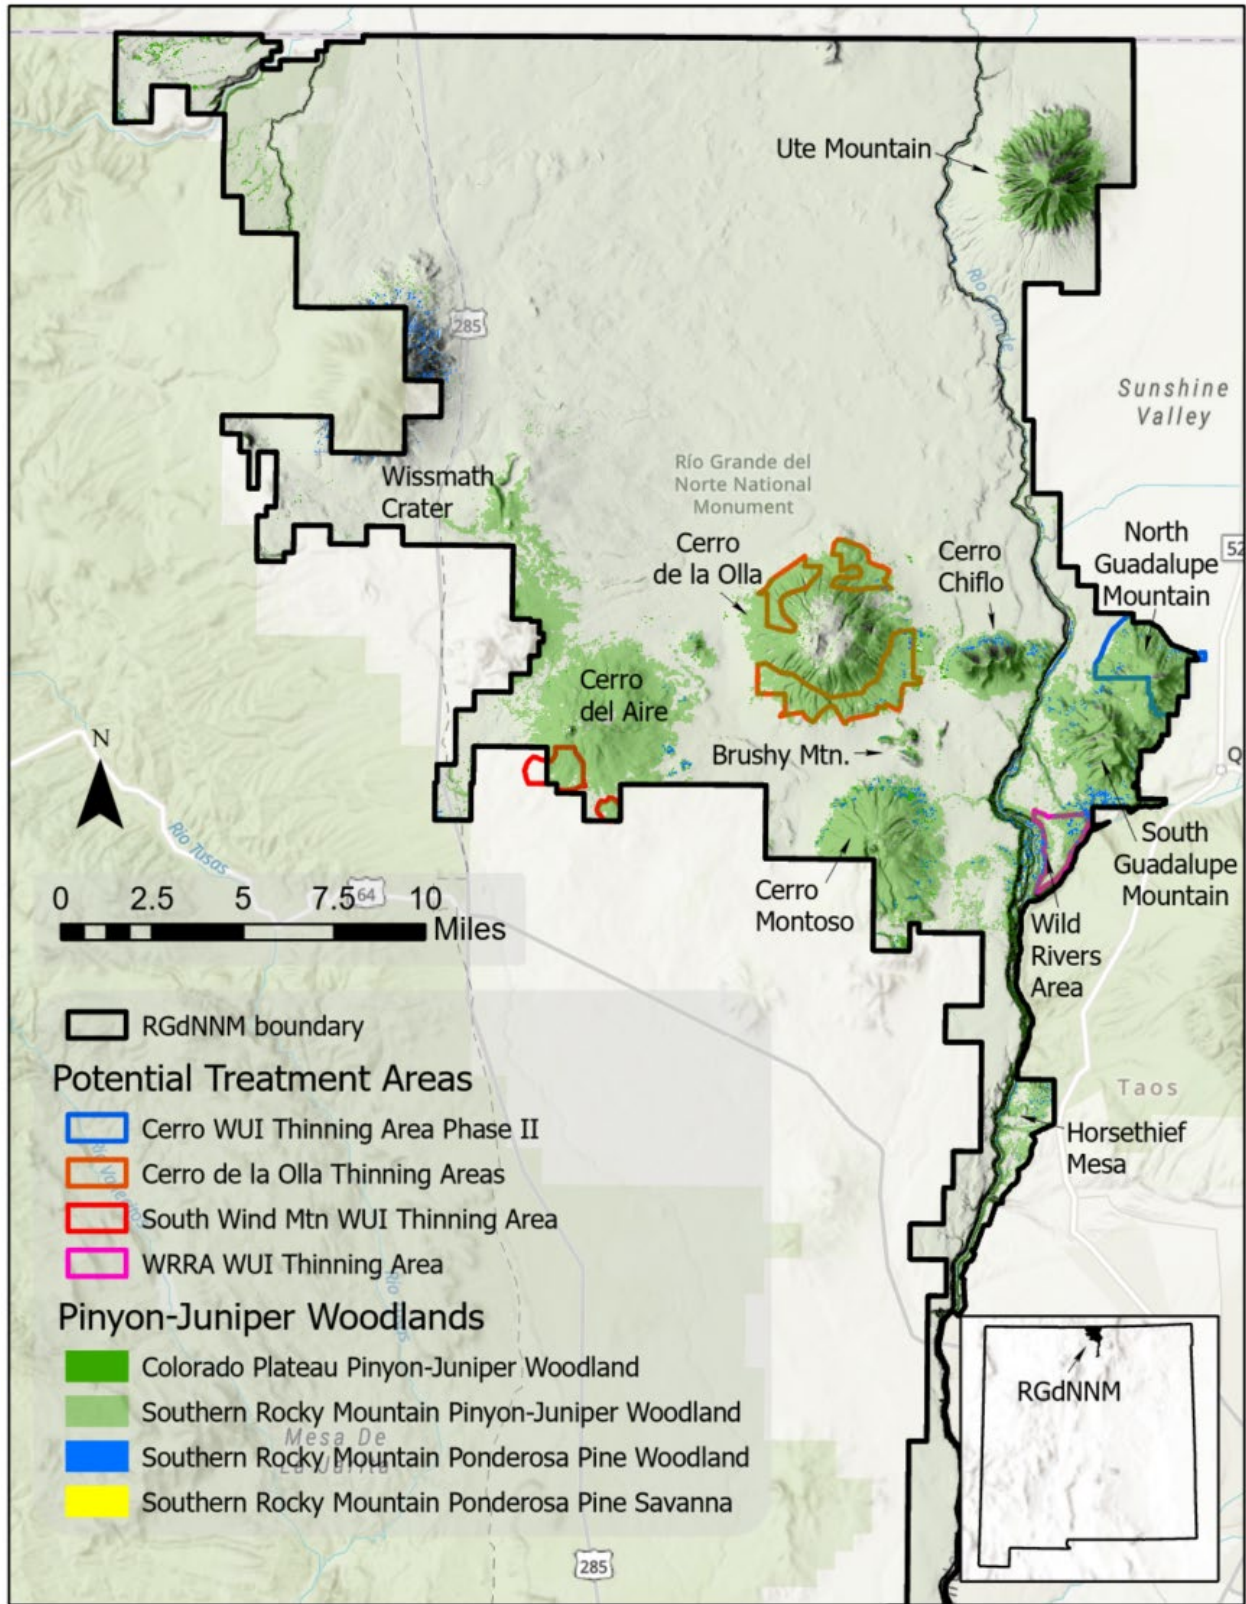 Ute Mountain
Rio Grande
285
Sunshine
Valley
Wissmath
Crater
Río Grande del
Norte National
Monument
Cerro
de la Olla
Cerro
Chiflo
North
Guadalupe
Mountain
52
Cerro
del Aire
Brushy Mtn.
Q
N
Rio Tusas
South
Guadalupe
Mountain
Cerro
Montoso
Wild
Rivers
Area
0 2.5 5 7.5 10
Miles
64
Taos
Horsethief
Mesa
RGdNNM boundary
Potential Treatment Areas
Cerro WUI Thinning Area Phase II
Cerro de la Olla Thinning Areas
South Wind Mtn WUI Thinning Area
WRRA WUI Thinning Area
Pinyon-Juniper Woodlands
Colorado Plateau Pinyon-Juniper Woodland
Southern Rocky Mountain Pinyon-Juniper Woodland
Mesa De
Southern Rocky Mountain Ponderosa Pine Woodland
Southern Rocky Mountain Ponderosa Pine Savanna
285
RGdNNM